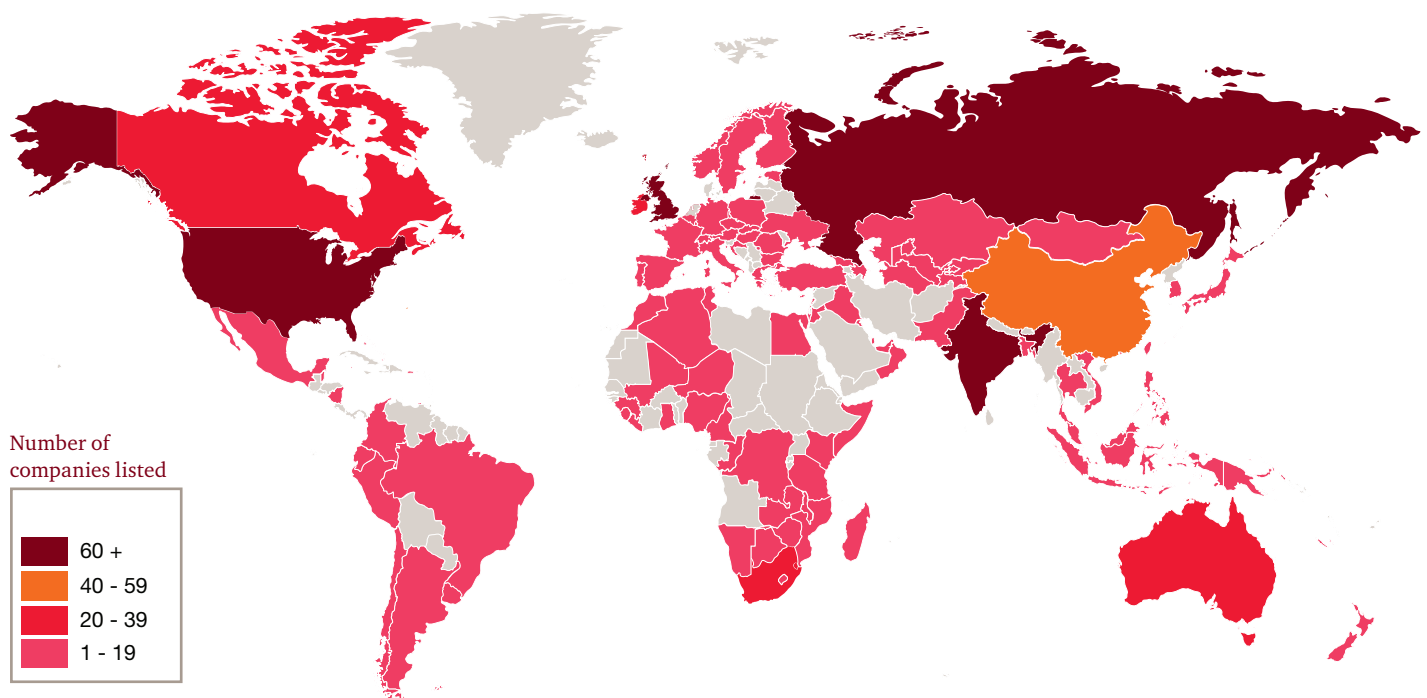 Number of
companies listed
60 +
40 - 59
20 - 39
1 - 19